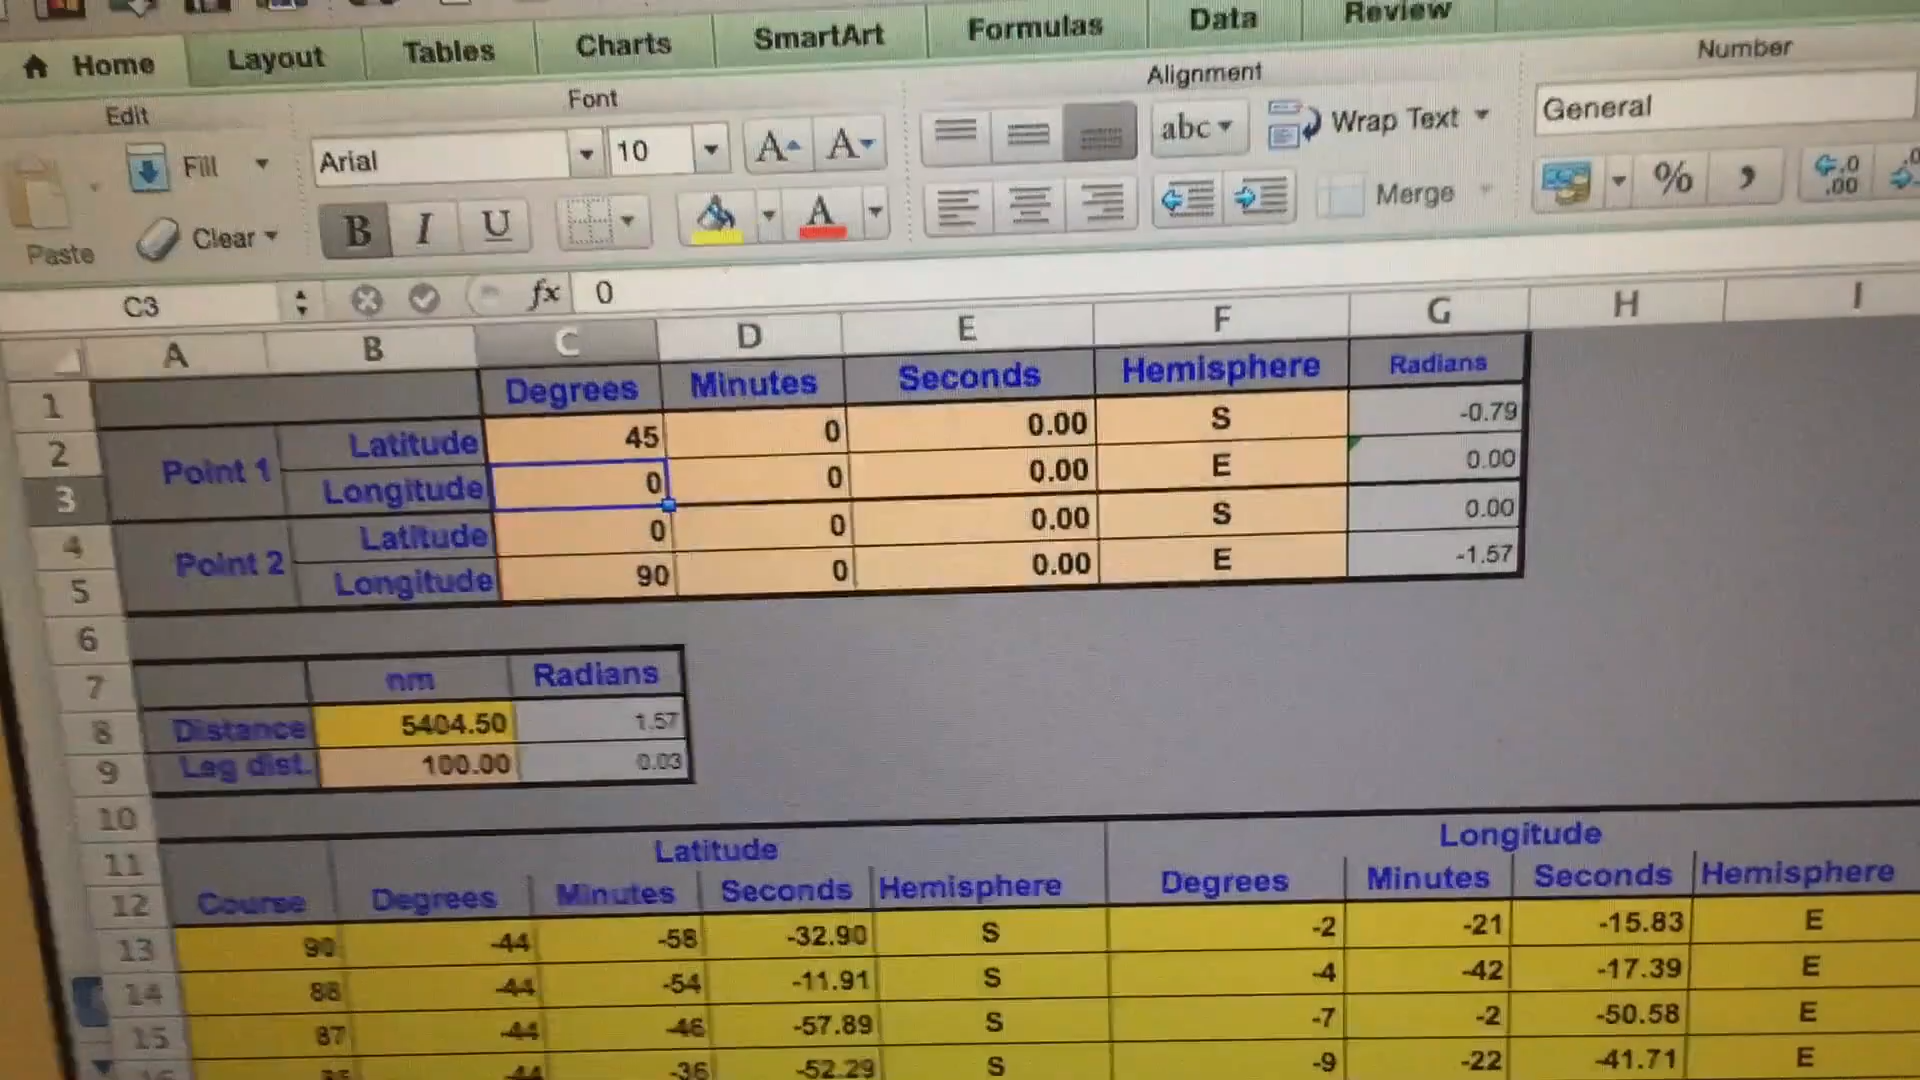 Home Layout Tables Charts SmartArt Formulas Data Review
Edit Font Alignment Number
Paste Fill Arial 10 A A abc Wrap Text General
Clear B I U A Merge % , .0 .00
C3 fx 0
A B C D E F G H I
1 Degrees Minutes Seconds Hemisphere Radians
2 Point 1 Latitude 45 0 0.00 S -0.79
3 Longitude 0 0 0.00 E 0.00
4 Point 2 Latitude 0 0 0.00 S 0.00
5 Longitude 90 0 0.00 E -1.57
6
7 nm Radians
8 Distance 5404.50 1.57
9 Leg dist. 100.00 0.03
10
11 Latitude Longitude
12 Course Degrees Minutes Seconds Hemisphere Degrees Minutes Seconds Hemisphere
13 90 -44 -58 -32.90 S -2 -21 -15.83 E
14 88 -44 -54 -11.91 S -4 -42 -17.39 E
15 87 -44 -46 -57.89 S -7 -2 -50.58 E
-44 -36 -52.29 S -9 -22 -41.71 E